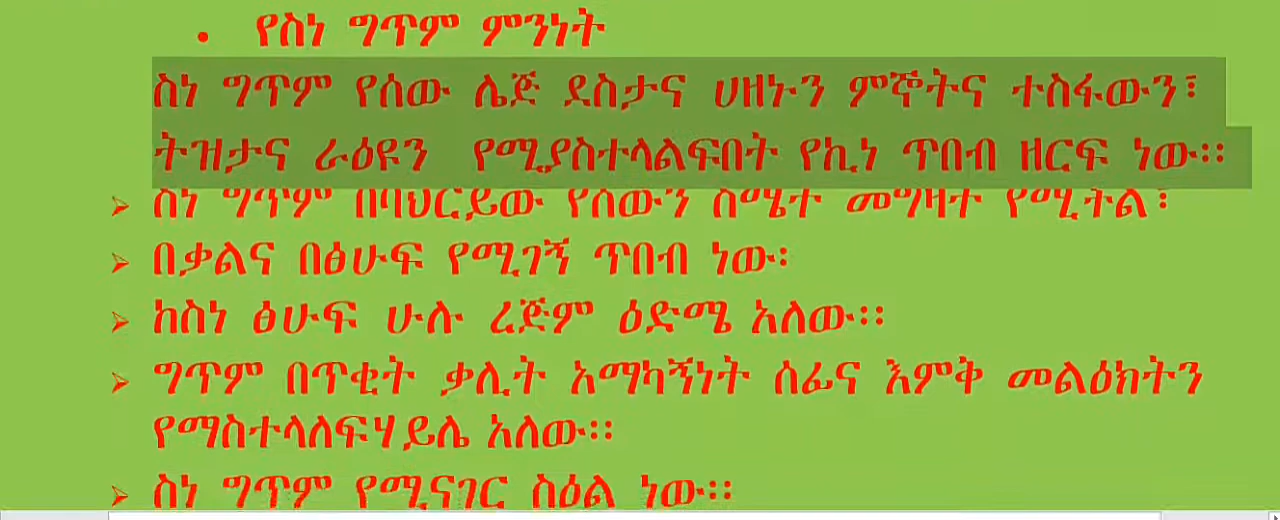 • የስነ ግጥም ምንነት
ስነ ግጥም የሰው ሌጅ ደስታና ሀዘኑን ምኞትና ተስፋውን፣
ትዝታና ራዕዩን የሚያስተላልፍበት የኪነ ጥበብ ዘርፍ ነው፡፡
➢ ስነ ግጥም በባህርይው የሰውን ስሜት መግዛት የሚችል፣
➢ በቃልና በፅሁፍ የሚገኝ ጥበብ ነው፡
➢ ከስነ ፅሁፍ ሁሉ ረጅም ዕድሜ አለው፡፡
➢ ግጥም በጥቂት ቃሊት አማካኝነት ሰፊና እምቅ መልዕክትን
የማስተላለፍሃይሌ አለው፡፡
➢ ስነ ግጥም የሚናገር ስዕል ነው፡፡